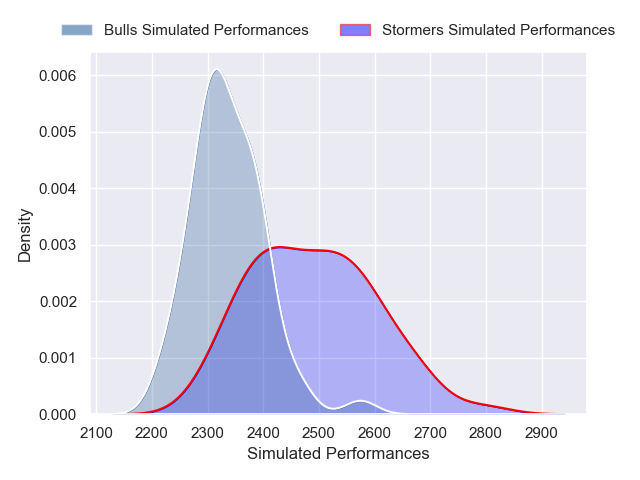 Bulls Simulated Performances
Stormers Simulated Performances
0.006
0.005
0.004
0.003
0.002
0.001
0.000
Density
2100 2200 2300 2400 2500 2600 2700 2800 2900
Simulated Performances